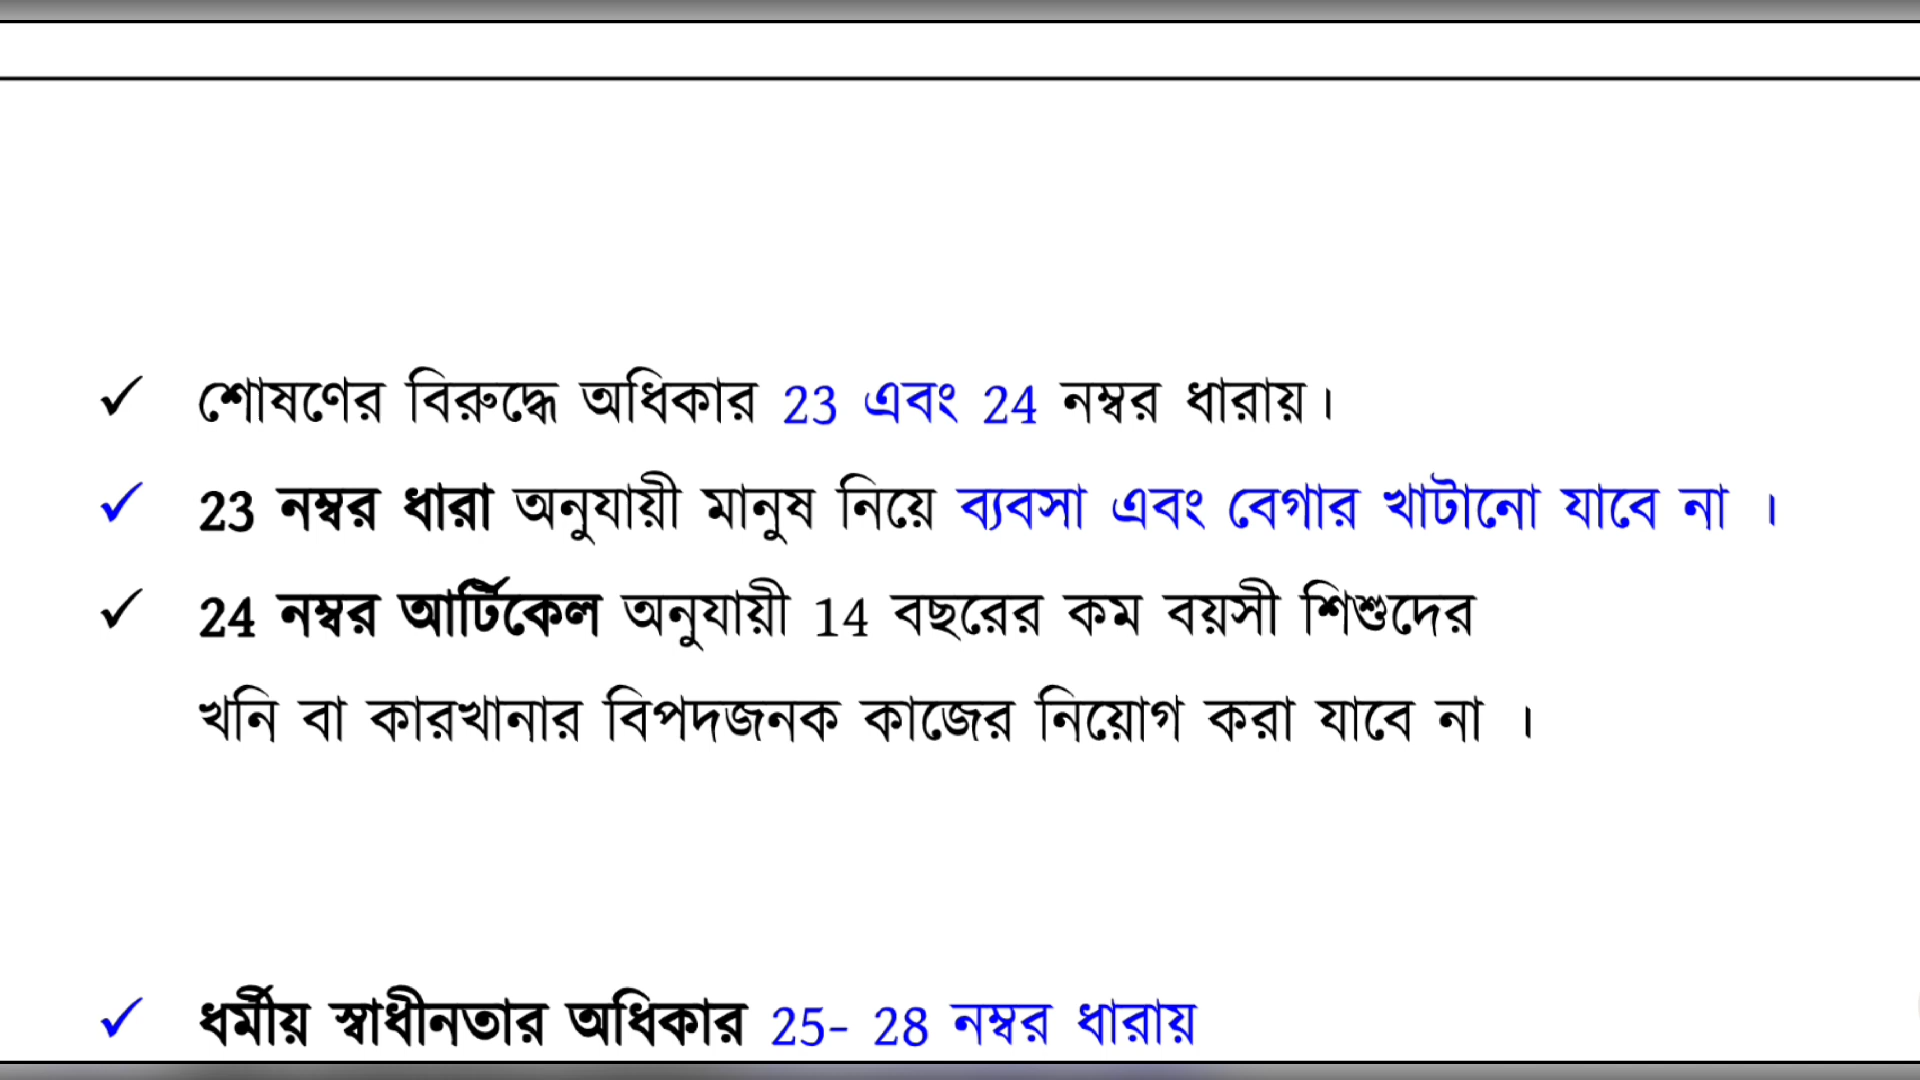 ✓ শোষণের বিরুদ্ধে অধিকার 23 এবং 24 নম্বর ধারায়।
✓ 23 নম্বর ধারা অনুযায়ী মানুষ নিয়ে ব্যবসা এবং বেগার খাটানো যাবে না ।
✓ 24 নম্বর আর্টিকেল অনুযায়ী 14 বছরের কম বয়সী শিশুদের
খনি বা কারখানার বিপদজনক কাজের নিয়োগ করা যাবে না ।
✓ ধর্মীয় স্বাধীনতার অধিকার 25- 28 নম্বর ধারায়